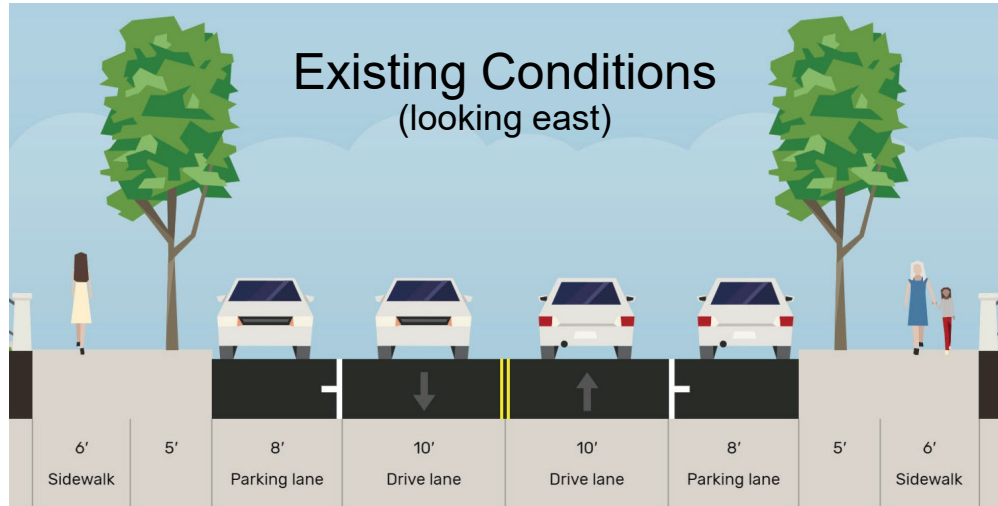 Existing Conditions
(looking east)
6′ 5′ 8′ 10′ 10′ 8′ 5′ 6′
Sidewalk Parking lane Drive lane Drive lane Parking lane Sidewalk